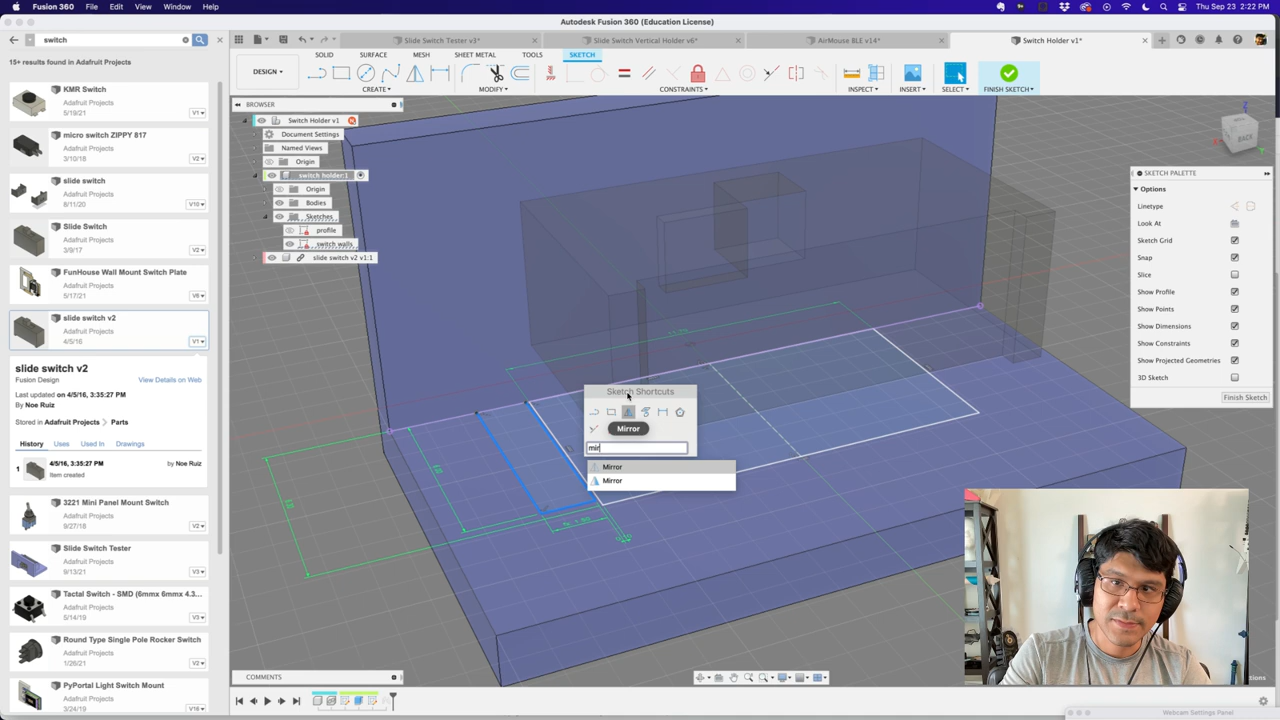 Fusion 360 File Edit View Window Help
Thu Sep 23 2:22 PM
Autodesk Fusion 360 (Education License)
switch
Slide Switch Tester v3*
Slide Switch Vertical Holder v6*
AirMouse BLE v14*
Switch Holder v1*
15+ results found in Adafruit Projects
SOLID SURFACE MESH SHEET METAL TOOLS SKETCH
DESIGN
CREATE MODIFY CONSTRAINTS INSPECT INSERT SELECT FINISH SKETCH
KMR Switch
Adafruit Projects
5/19/21
V1
micro switch ZIPPY 817
Adafruit Projects
3/10/18
V2
slide switch
Adafruit Projects
8/11/20
V10
Slide Switch
Adafruit Projects
3/9/17
V2
FunHouse Wall Mount Switch Plate
Adafruit Projects
5/17/21
slide switch v2
Adafruit Projects
4/5/16
V1
slide switch v2
Fusion Design
View Details on Web
Last updated on 4/5/16, 3:35:27 PM
by Noe Ruiz
Stored in Adafruit Projects > Parts
History Uses Used In Drawings
1
4/5/16, 3:35:27 PM
by Noe Ruiz
Item created
3221 Mini Panel Mount Switch
Adafruit Projects
9/27/18
V2
Slide Switch Tester
Adafruit Projects
9/13/21
V3
Tactal Switch - SMD (6mmx 6mmx 4.3...
Adafruit Projects
5/14/19
V3
Round Type Single Pole Rocker Switch
Adafruit Projects
1/28/21
V2
PyPortal Light Switch Mount
Adafruit Projects
3/24/19
BROWSER
Switch Holder v1
Document Settings
Named Views
Origin
switch holder:1
Origin
Bodies
Sketches
profile
switch walls
slide switch v2 v1:1
BACK
SKETCH PALETTE
Options
Linetype
Look At
Sketch Grid
Snap
Slice
Show Profile
Show Points
Show Dimensions
Show Constraints
Show Projected Geometries
3D Sketch
Finish Sketch
Sketch Shortcuts
Mirror
mir
Mirror
Mirror
COMMENTS
Webcam Settings Panel